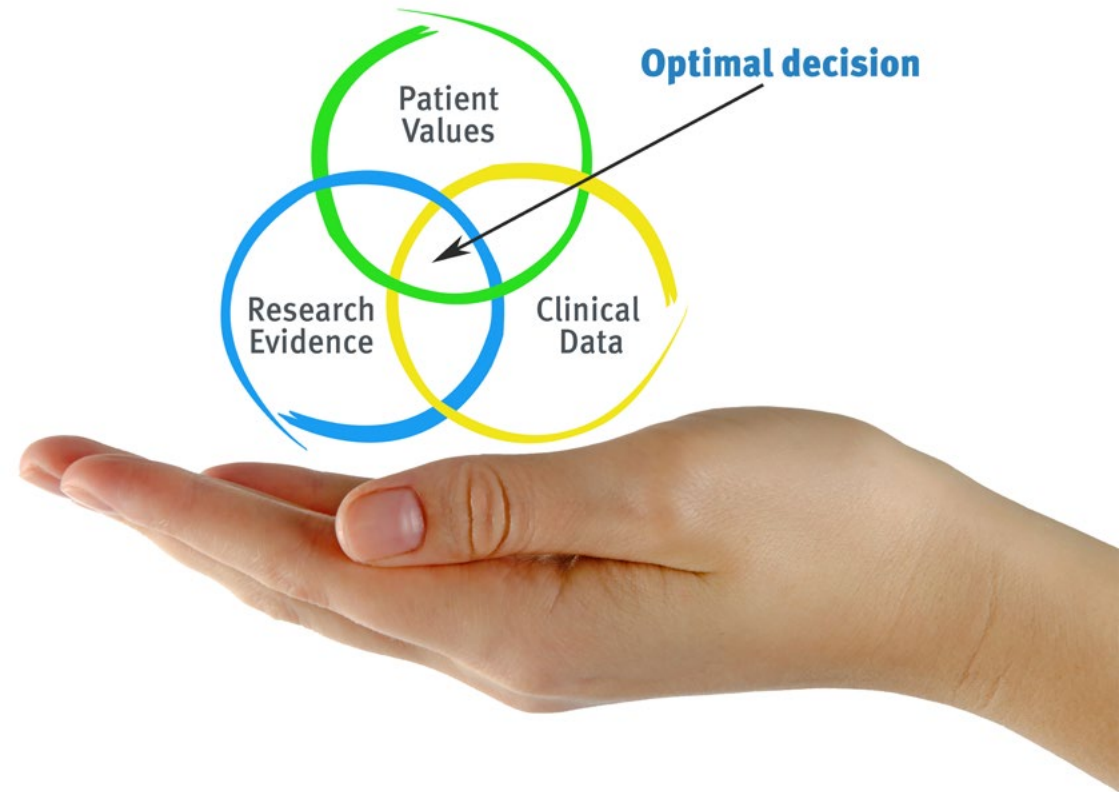 Optimal decision
Patient
Values
Research
Evidence
Clinical
Data